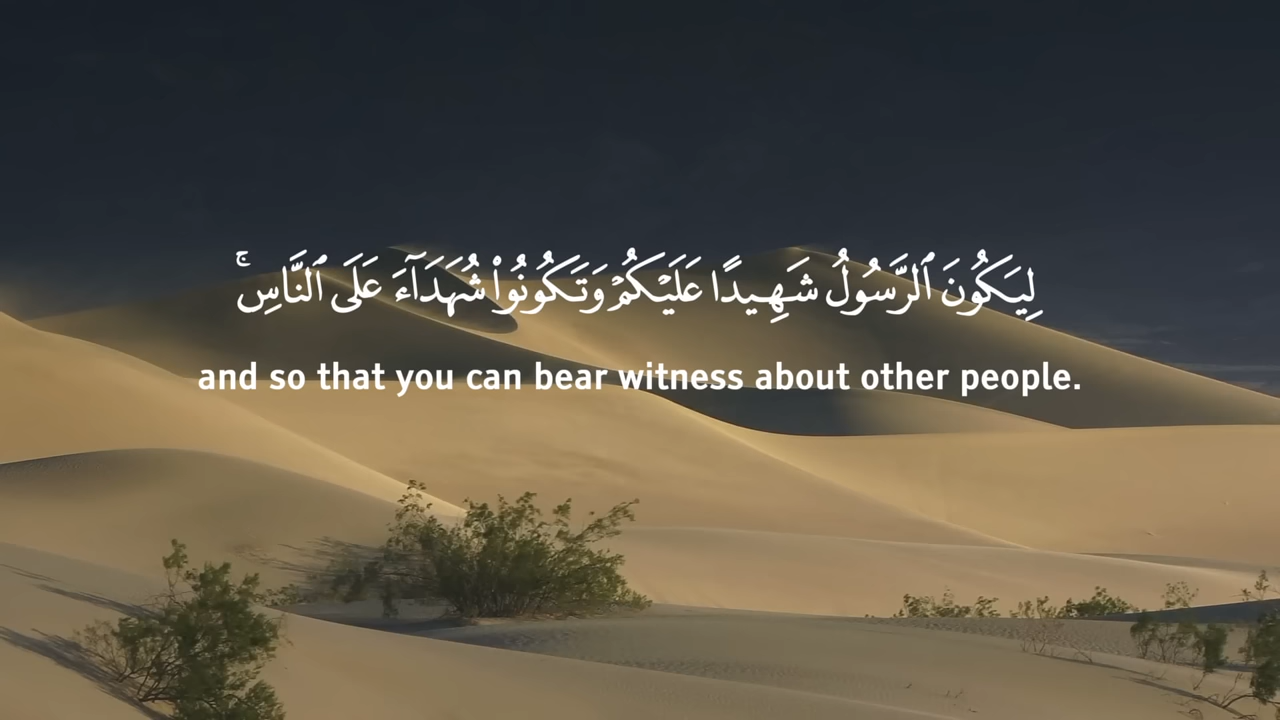 لِيَكُونَ ٱلرَّسُولُ شَهِيدًا عَلَيْكُمْ وَتَكُونُوا۟ شُهَدَآءَ عَلَى ٱلنَّاسِ ۚ
and so that you can bear witness about other people.